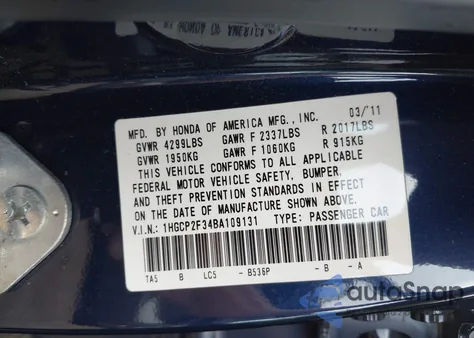 MFD. BY HONDA OF AMERICA MFG., INC. 03/'11
GVWR 4299LBS GAWR F 2337LBS R 2017LBS
GVWR 1950KG GAWR F 1060KG R 915KG
THIS VEHICLE CONFORMS TO ALL APPLICABLE
FEDERAL MOTOR VEHICLE SAFETY, BUMPER,
AND THEFT PREVENTION STANDARDS IN EFFECT
ON THE DATE OF MANUFACTURE SHOWN ABOVE.
V.I.N.: 1HGCP2F34BA109131 TYPE: PASSENGER CAR
TA5 B LC5 - B536P - B - A
autoSnap